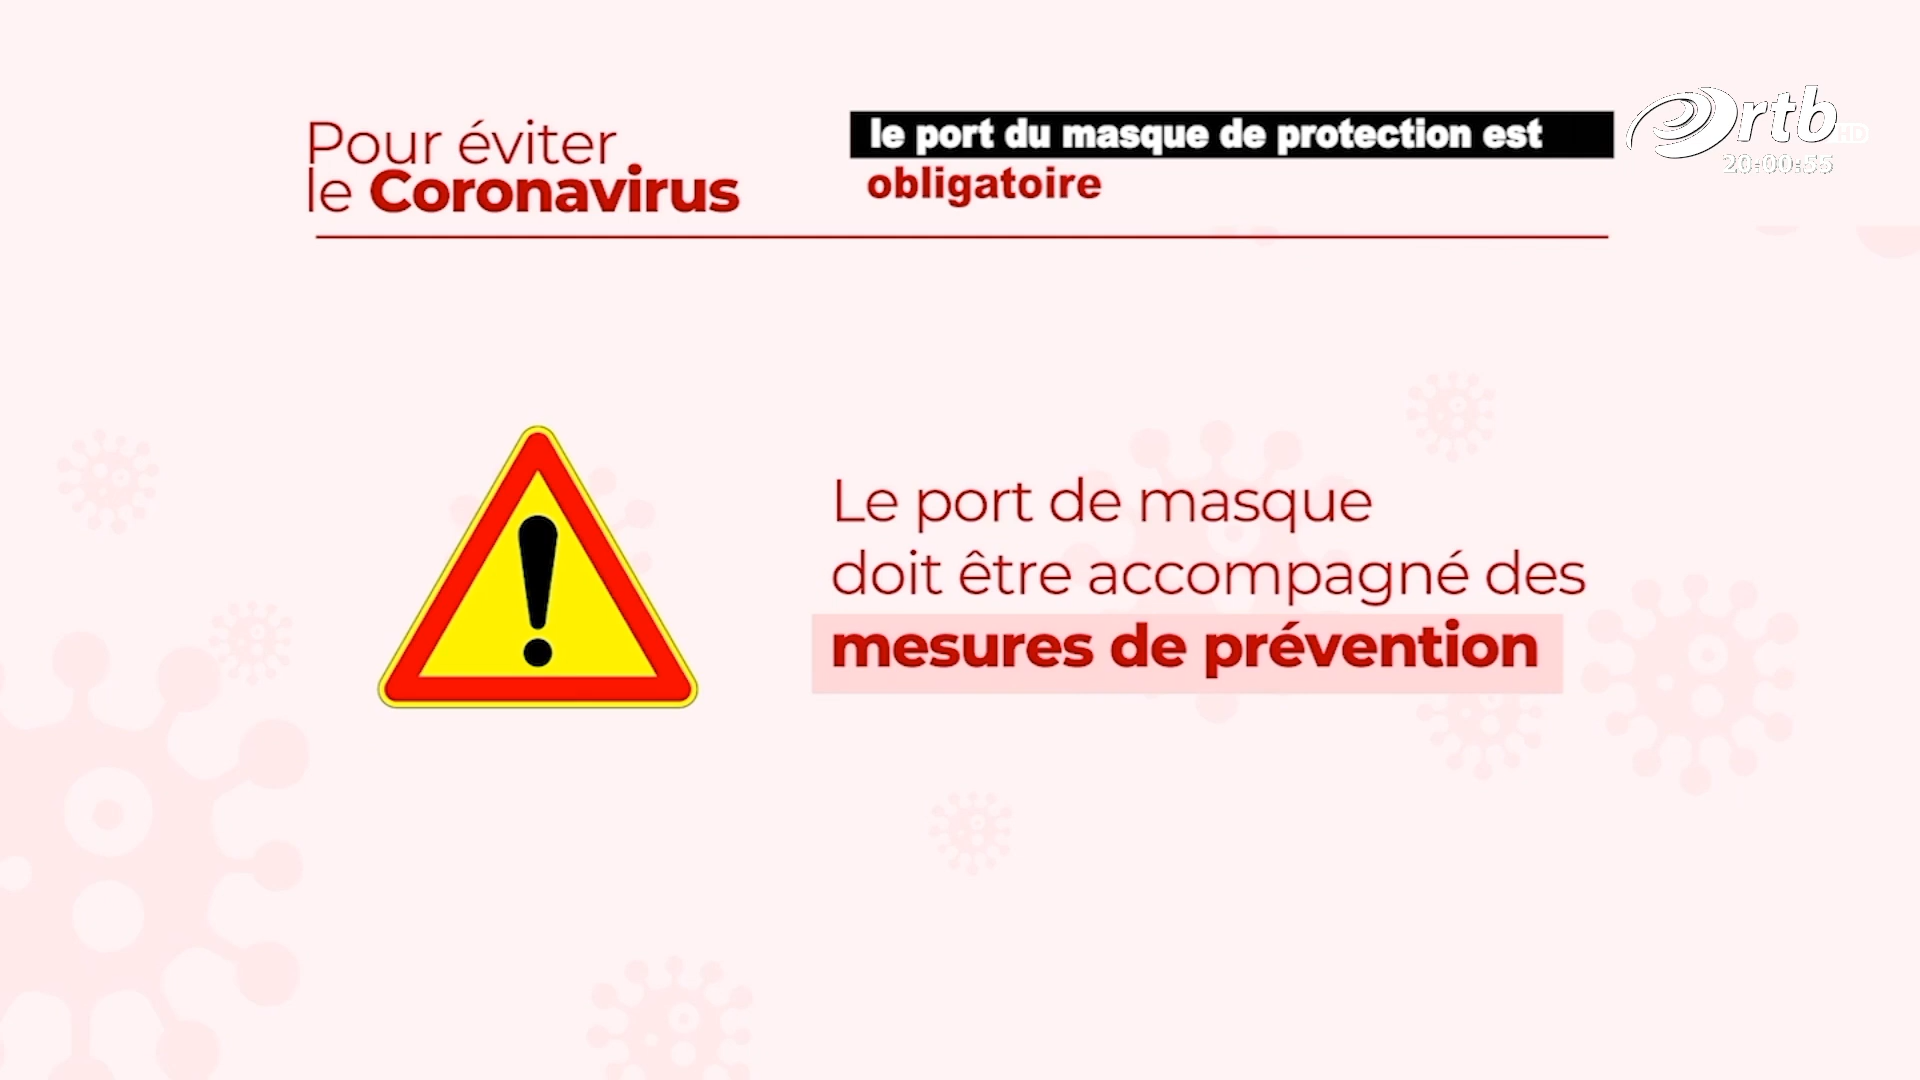 Pour éviter
le Coronavirus
le port du masque de protection est
obligatoire
rtb HD
20:00:55
Le port de masque
doit être accompagné des
mesures de prévention